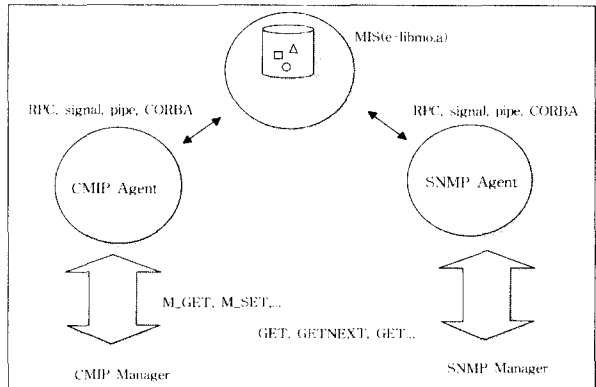 MIS(e-libmo.a)
RPC, signal, pipe, CORBA
RPC, signal, pipe, CORBA
CMIP Agent
SNMP Agent
M_GET, M_SET,...
GET, GETNEXT, GET...
CMIP Manager
SNMP Manager